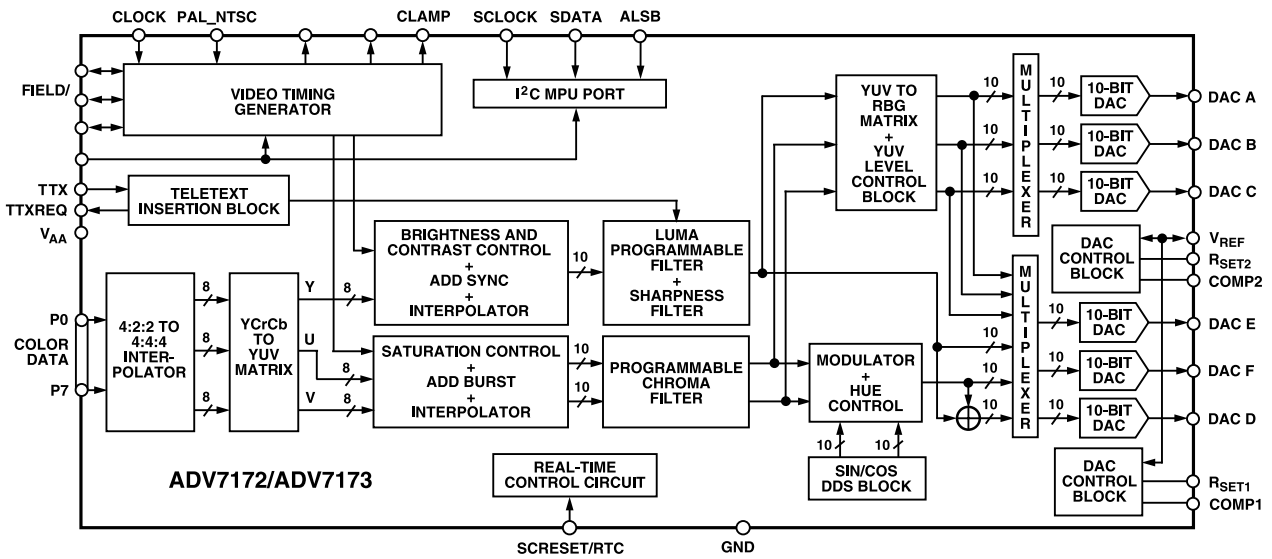 CLOCK PAL_NTSC CLAMP SCLOCK SDATA ALSB
FIELD/
VIDEO TIMING
GENERATOR
I2C MPU PORT
YUV TO
RBG
MATRIX
+
YUV
LEVEL
CONTROL
BLOCK
10
10
10
MULTIPLEXER
10
10
10
10-BIT
DAC
DAC A
10-BIT
DAC
DAC B
10-BIT
DAC
DAC C
TTX
TTXREQ
TELETEXT
INSERTION BLOCK
VAA
BRIGHTNESS AND
CONTRAST CONTROL
+
ADD SYNC
+
INTERPOLATOR
10
LUMA
PROGRAMMABLE
FILTER
+
SHARPNESS
FILTER
DAC
CONTROL
BLOCK
VREF
RSET2
COMP2
P0
COLOR
DATA
P7
4:2:2 TO
4:4:4
INTER-
POLATOR
8
8
8
YCrCb
TO
YUV
MATRIX
Y
8
U
8
V
8
SATURATION CONTROL
+
ADD BURST
+
INTERPOLATOR
10
10
PROGRAMMABLE
CHROMA
FILTER
MODULATOR
+
HUE
CONTROL
10
10
10
MULTIPLEXER
10
10
10
10-BIT
DAC
DAC E
10-BIT
DAC
DAC F
10-BIT
DAC
DAC D
10
10
SIN/COS
DDS BLOCK
ADV7172/ADV7173
REAL-TIME
CONTROL CIRCUIT
DAC
CONTROL
BLOCK
RSET1
COMP1
SCRESET/RTC
GND